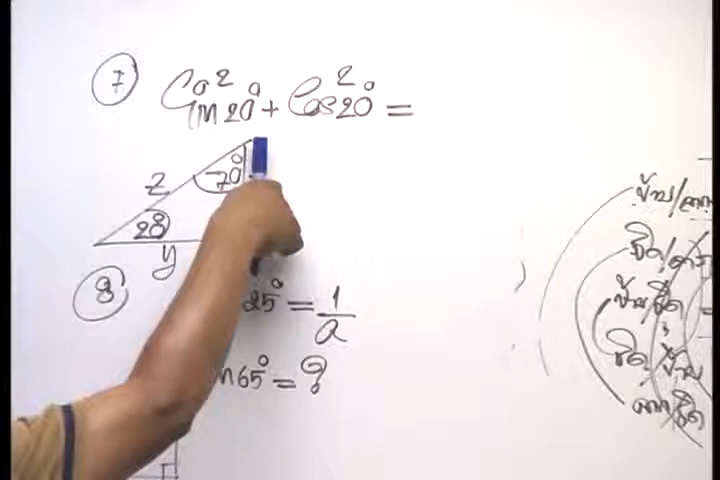 7
Sin²20°+Cos²20°=
70°
Z
20°
y
8
25°=1/a
n65°=?
ข้าม/ฉาก
ชิด/ฉาก
ข้าม/ชิด
ชิด/ข้าม
ฉาก/ชิด